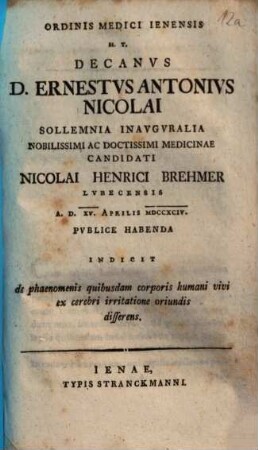 12a
ORDINIS MEDICI IENENSIS
H. T.
DECANVS
D. ERNESTVS ANTONIVS
NICOLAI
SOLLEMNIA INAVGVRALIA
NOBILISSIMI AC DOCTISSIMI MEDICINAE
CANDIDATI
NICOLAI HENRICI BREHMER
LVBECENSIS
A. D. XV. APRILIS MDCCXCIV.
PVBLICE HABENDA
INDICIT
de phaenomenis quibusdam corporis humani vivi
ex cerebri irritatione oriundis
disserens.
IENAE,
TYPIS STRANCKMANNI.